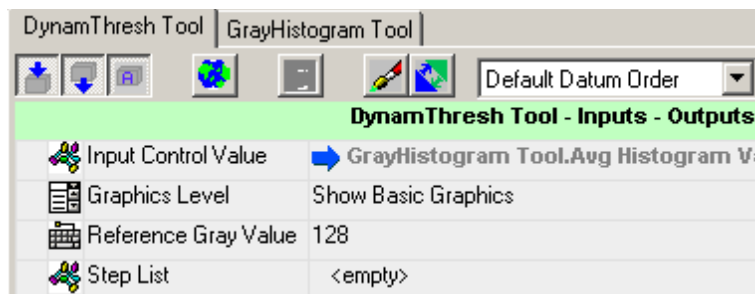 DynamThresh Tool GrayHistogram Tool
A Default Datum Order
DynamThresh Tool - Inputs - Outputs
Input Control Value GrayHistogram Tool.Avg Histogram
Graphics Level Show Basic Graphics
Reference Gray Value 128
Step List <empty>